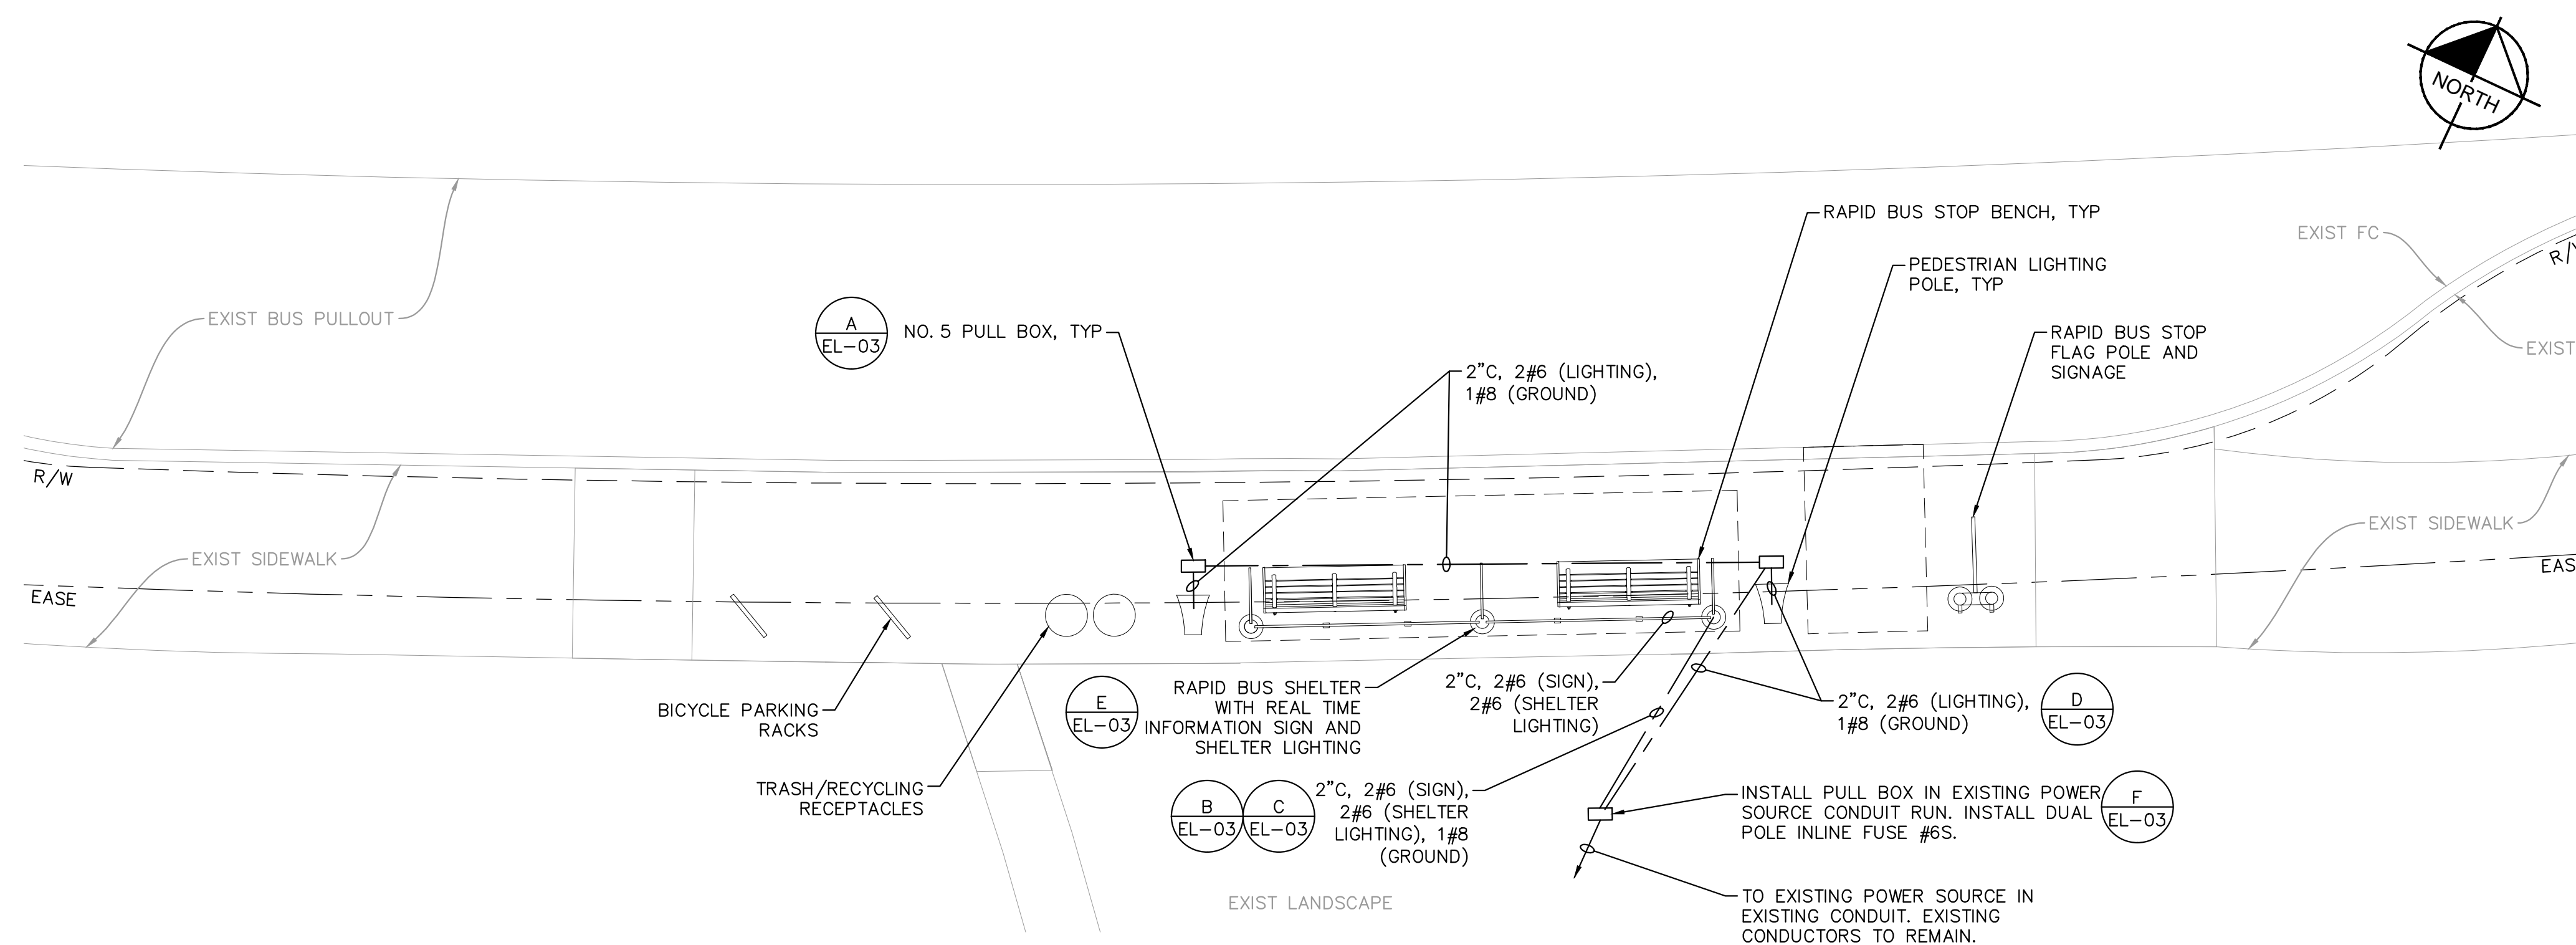 NORTH
RAPID BUS STOP BENCH, TYP
EXIST FC
R/
PEDESTRIAN LIGHTING
POLE, TYP
EXIST BUS PULLOUT
A
EL-03
NO. 5 PULL BOX, TYP
RAPID BUS STOP
FLAG POLE AND
SIGNAGE
EXIST
2"C, 2#6 (LIGHTING),
1#8 (GROUND)
R/W
EXIST SIDEWALK
EXIST SIDEWALK
EASE
EAS
BICYCLE PARKING
RACKS
E
EL-03
RAPID BUS SHELTER
WITH REAL TIME
INFORMATION SIGN AND
SHELTER LIGHTING
2"C, 2#6 (SIGN),
2#6 (SHELTER
LIGHTING)
2"C, 2#6 (LIGHTING),
1#8 (GROUND)
D
EL-03
TRASH/RECYCLING
RECEPTACLES
B
EL-03
C
EL-03
2"C, 2#6 (SIGN),
2#6 (SHELTER
LIGHTING), 1#8
(GROUND)
INSTALL PULL BOX IN EXISTING POWER
SOURCE CONDUIT RUN. INSTALL DUAL
POLE INLINE FUSE #6S.
F
EL-03
EXIST LANDSCAPE
TO EXISTING POWER SOURCE IN
EXISTING CONDUIT. EXISTING
CONDUCTORS TO REMAIN.